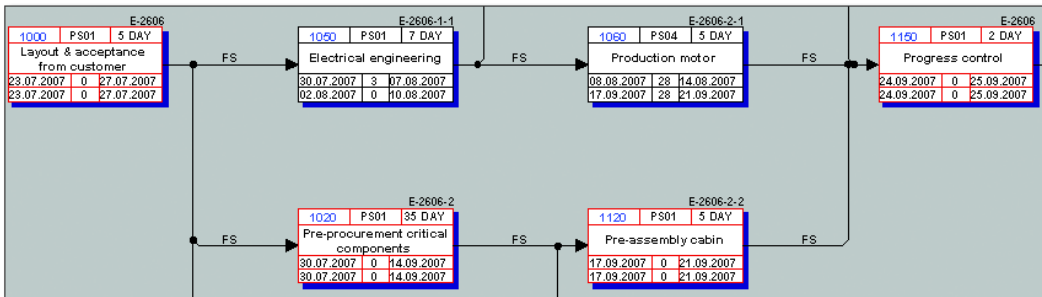 E-2606
1000 PS01 5 DAY
Layout & acceptance
from customer
23.07.2007 0 27.07.2007
23.07.2007 0 27.07.2007
FS
E-2606-1-1
1050 PS01 7 DAY
Electrical engineering
30.07.2007 3 07.08.2007
02.08.2007 0 10.08.2007
FS
E-2606-2-1
1060 PS04 5 DAY
Production motor
08.08.2007 28 14.08.2007
17.09.2007 28 21.09.2007
FS
E-2606
1150 PS01 2 DAY
Progress control
24.09.2007 0 25.09.2007
24.09.2007 0 25.09.2007
FS
E-2606-2
1020 PS01 35 DAY
Pre-procurement critical
components
30.07.2007 0 14.09.2007
30.07.2007 0 14.09.2007
FS
E-2606-2-2
1120 PS01 5 DAY
Pre-assembly cabin
17.09.2007 0 21.09.2007
17.09.2007 0 21.09.2007
FS